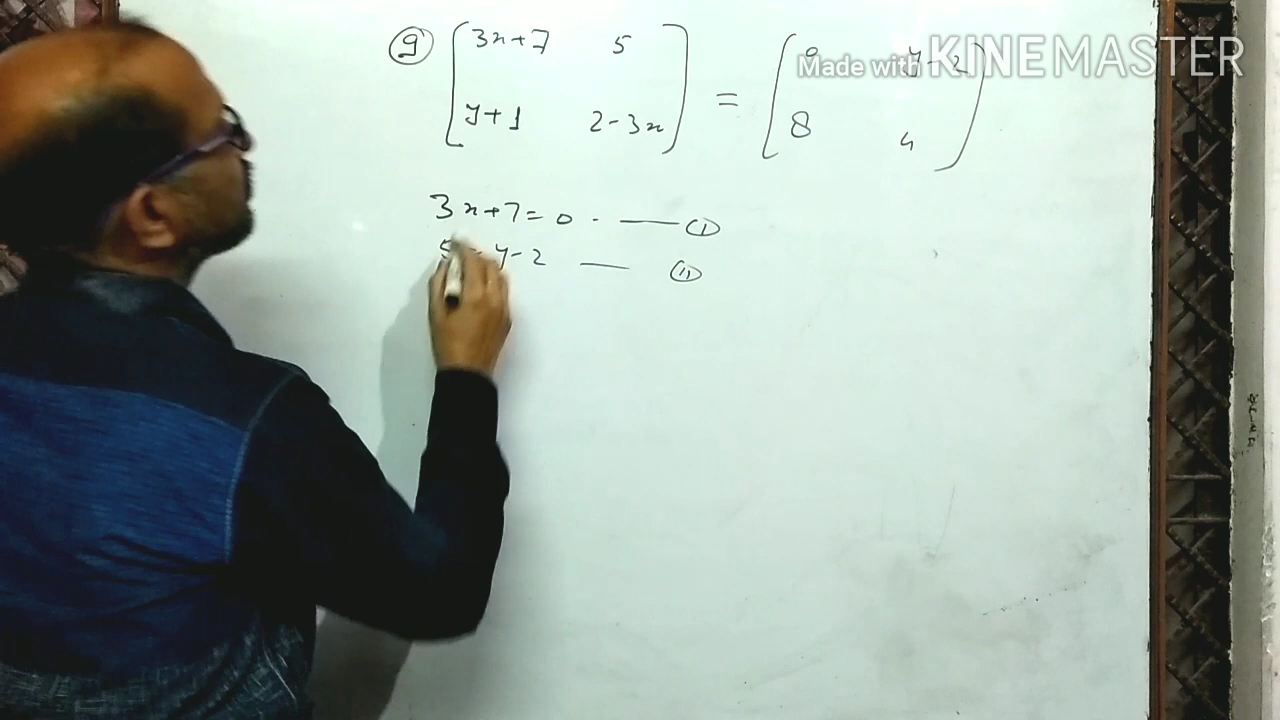 9 [ 3x+7 5 ] = [ 0 y-2 ]
[ y+1 2-3x ] [ 8 4 ]
Made with KINEMASTER
3x+7=0 - — (I)
5 = y-2 — (II)